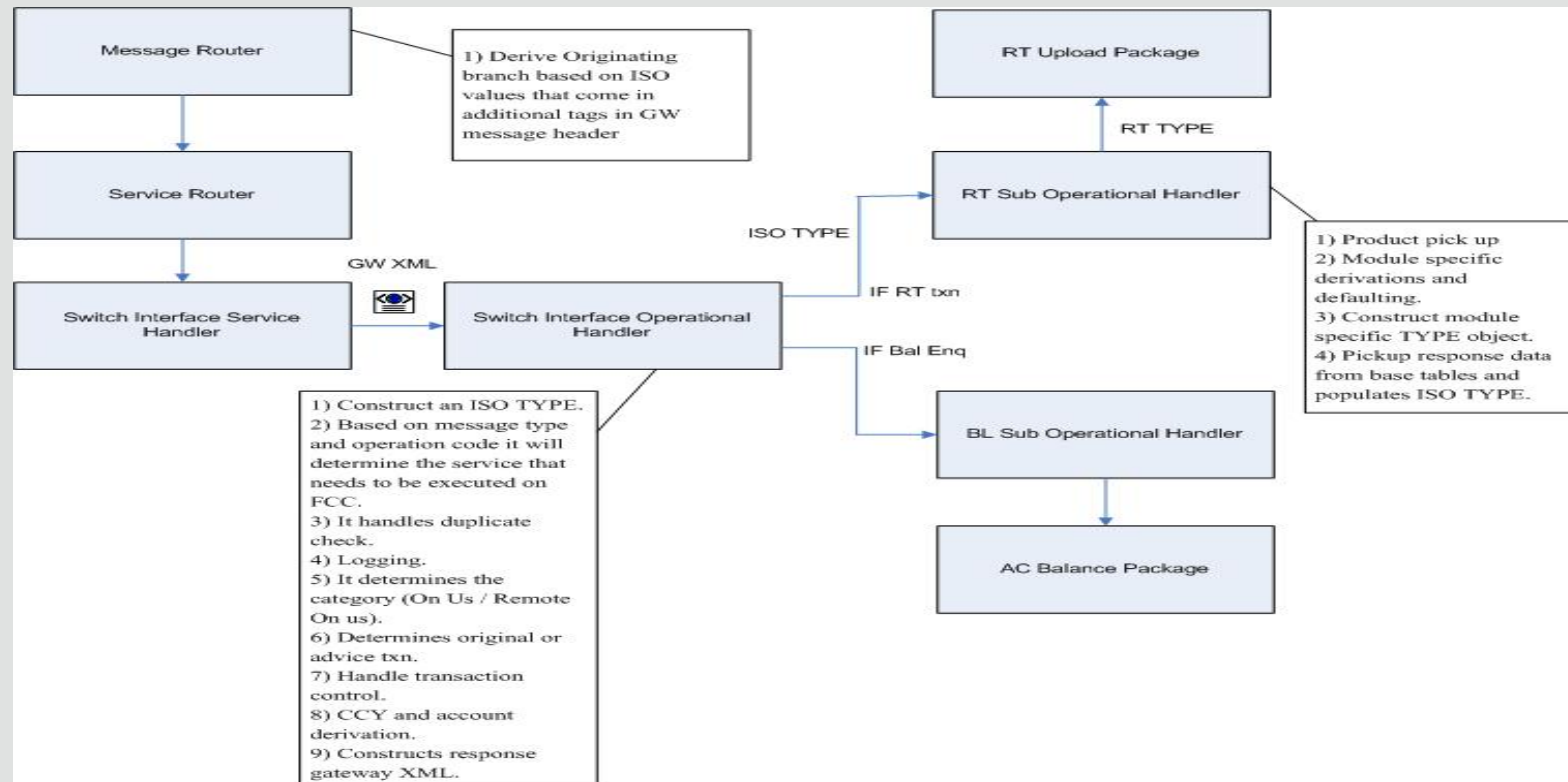 Message Router
1) Derive Originating
branch based on ISO
values that come in
additional tags in GW
message header
RT Upload Package
RT TYPE
Service Router
RT Sub Operational Handler
ISO TYPE
1) Product pick up
2) Module specific
derivations and
defaulting.
3) Construct module
specific TYPE object.
4) Pickup response data
from base tables and
populates ISO TYPE.
GW XML
IF RT txn
Switch Interface Service
Handler
Switch Interface Operational
Handler
IF Bal Enq
1) Construct an ISO TYPE.
2) Based on message type
and operation code it will
determine the service that
needs to be executed on
FCC.
3) It handles duplicate
check.
4) Logging.
5) It determines the
category (On Us / Remote
On us).
6) Determines original or
advice txn.
7) Handle transaction
control.
8) CCY and account
derivation.
9) Constructs response
gateway XML.
BL Sub Operational Handler
AC Balance Package